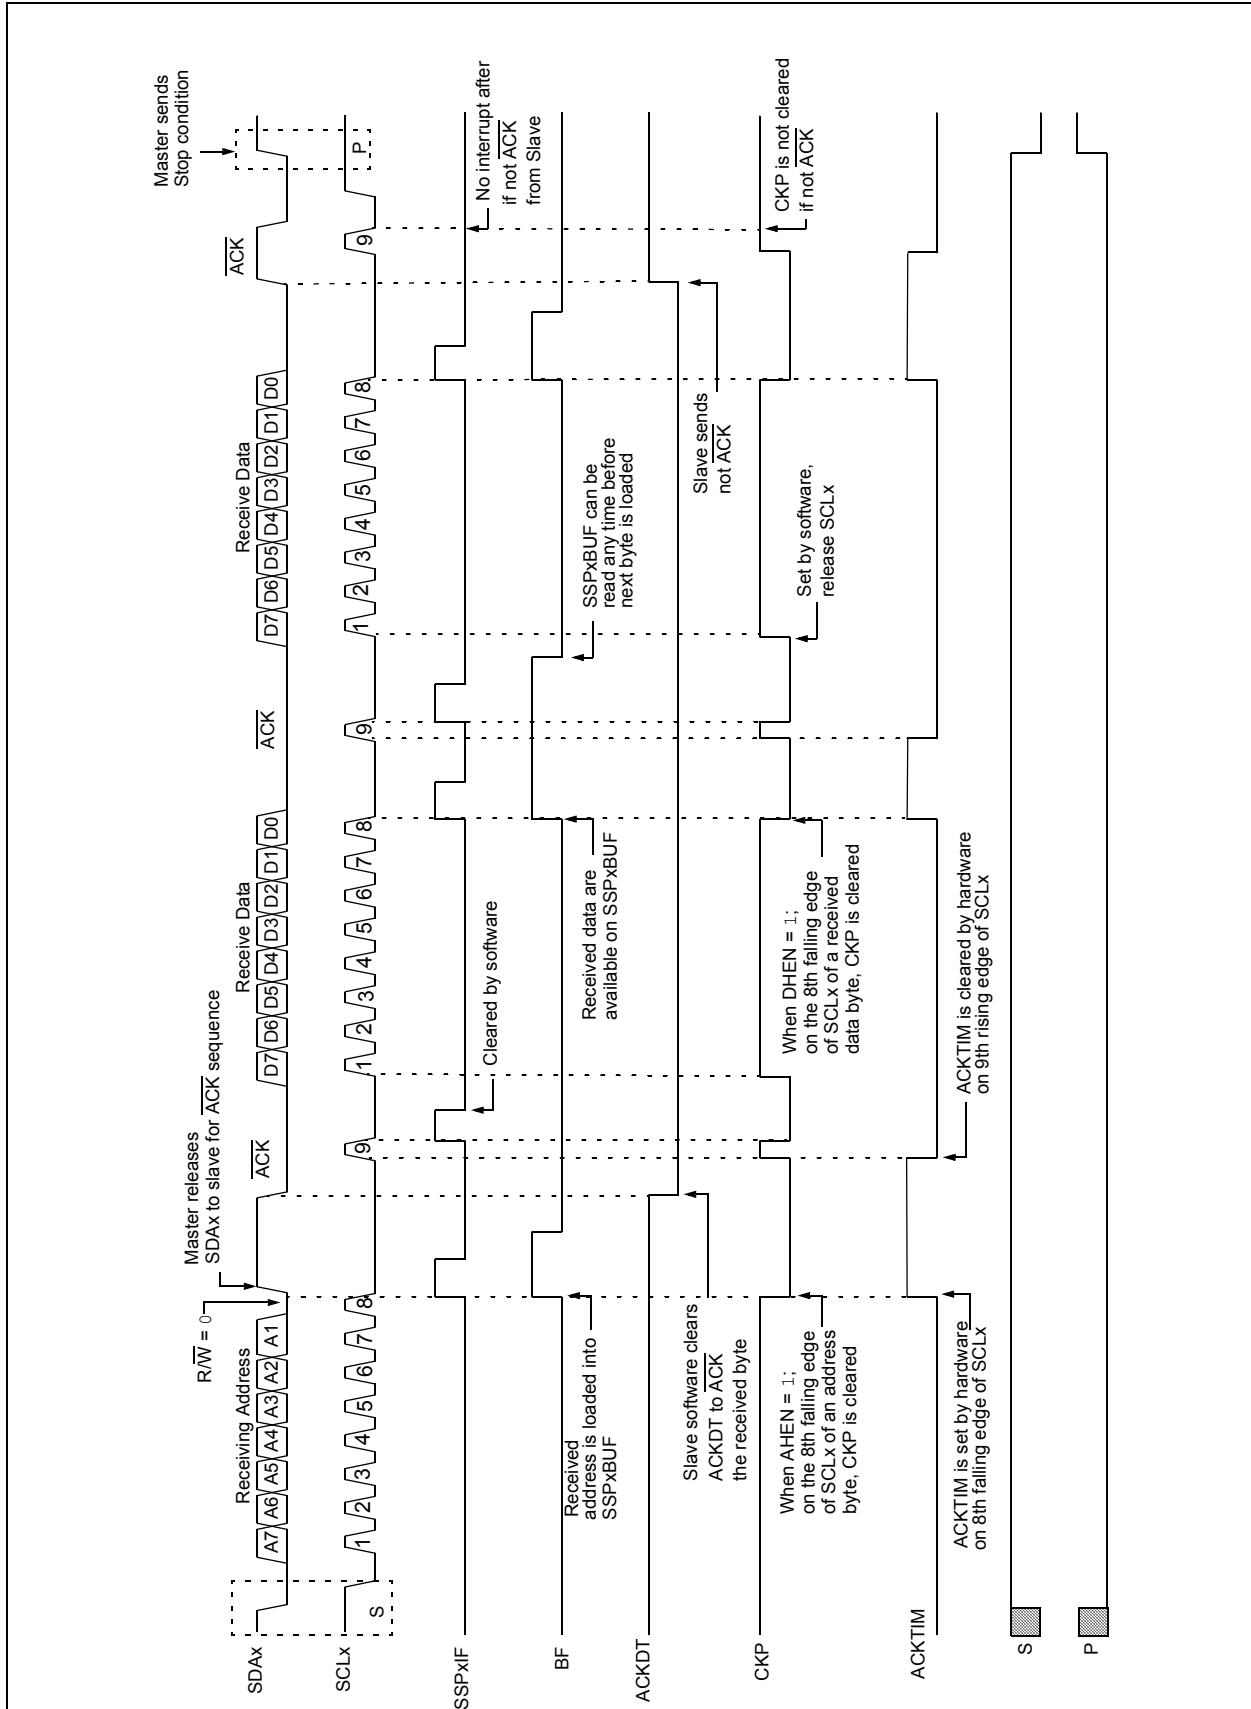 Master sends
Stop condition
Master releases
SDAx to slave for ACK sequence
R/W = 0
Receiving Address
Receive Data
Receive Data
ACK
ACK
ACK
SDAx
A7 A6 A5 A4 A3 A2 A1
D7 D6 D5 D4 D3 D2 D1 D0
D7 D6 D5 D4 D3 D2 D1 D0
SCLx
S
1 2 3 4 5 6 7 8 9
1 2 3 4 5 6 7 8 9
1 2 3 4 5 6 7 8 9
P
SSPxIF
Cleared by software
No interrupt after
if not ACK
from Slave
BF
Received
address is loaded into
SSPxBUF
Received data are
available on SSPxBUF
SSPxBUF can be
read any time before
next byte is loaded
ACKDT
Slave software clears
ACKDT to ACK
the received byte
Slave sends
not ACK
CKP
When AHEN = 1;
on the 8th falling edge
of SCLx of an address
byte, CKP is cleared
When DHEN = 1;
on the 8th falling edge
of SCLx of a received
data byte, CKP is cleared
Set by software,
release SCLx
CKP is not cleared
if not ACK
ACKTIM
ACKTIM is set by hardware
on 8th falling edge of SCLx
ACKTIM is cleared by hardware
on 9th rising edge of SCLx
S
P